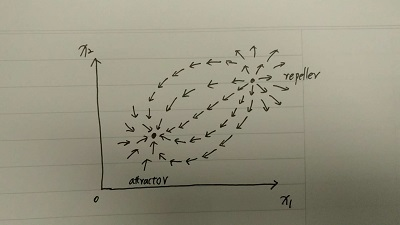 x2
repeller
attractor
0
x1